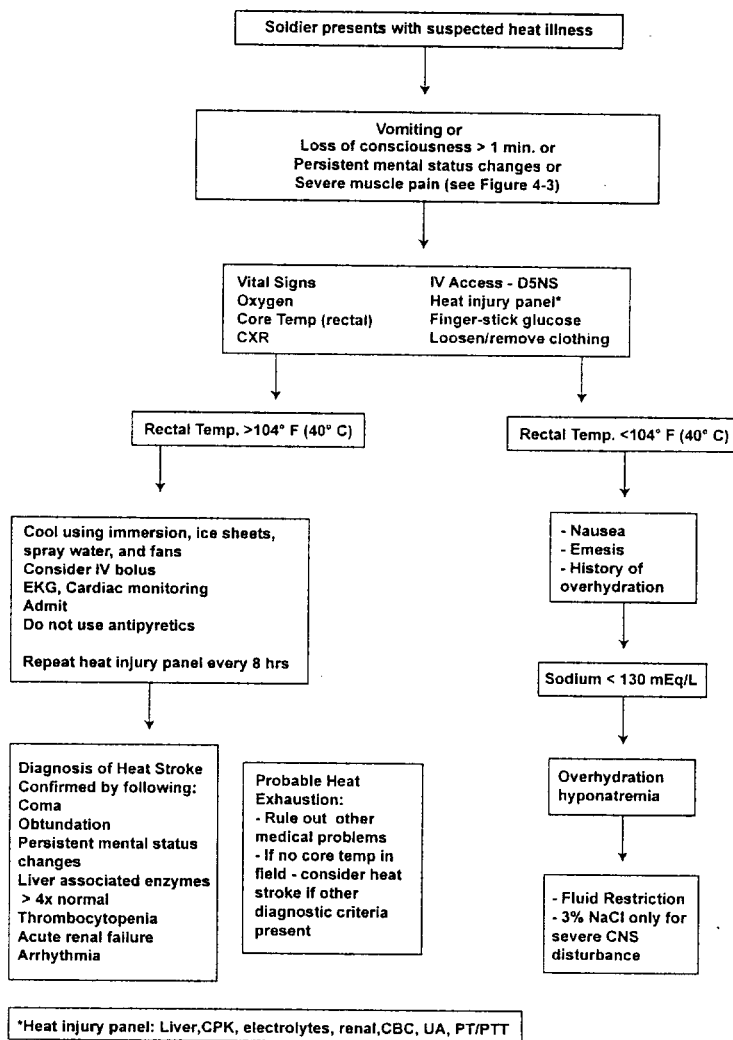 Soldier presents with suspected heat illness
Vomiting or
Loss of consciousness > 1 min. or
Persistent mental status changes or
Severe muscle pain (see Figure 4-3)
Vital Signs
Oxygen
Core Temp (rectal)
CXR
IV Access - D5NS
Heat injury panel*
Finger-stick glucose
Loosen/remove clothing
Rectal Temp. >104° F (40° C)
Rectal Temp. <104° F (40° C)
Cool using immersion, ice sheets,
spray water, and fans
Consider IV bolus
EKG, Cardiac monitoring
Admit
Do not use antipyretics
Repeat heat injury panel every 8 hrs
- Nausea
- Emesis
- History of
overhydration
Sodium < 130 mEq/L
Diagnosis of Heat Stroke
Confirmed by following:
Coma
Obtundation
Persistent mental status
changes
Liver associated enzymes
> 4x normal
Thrombocytopenia
Acute renal failure
Arrhythmia
Probable Heat
Exhaustion:
- Rule out other
medical problems
- If no core temp in
field - consider heat
stroke if other
diagnostic criteria
present
Overhydration
hyponatremia
- Fluid Restriction
- 3% NaCl only for
severe CNS
disturbance
*Heat injury panel: Liver,CPK, electrolytes, renal,CBC, UA, PT/PTT